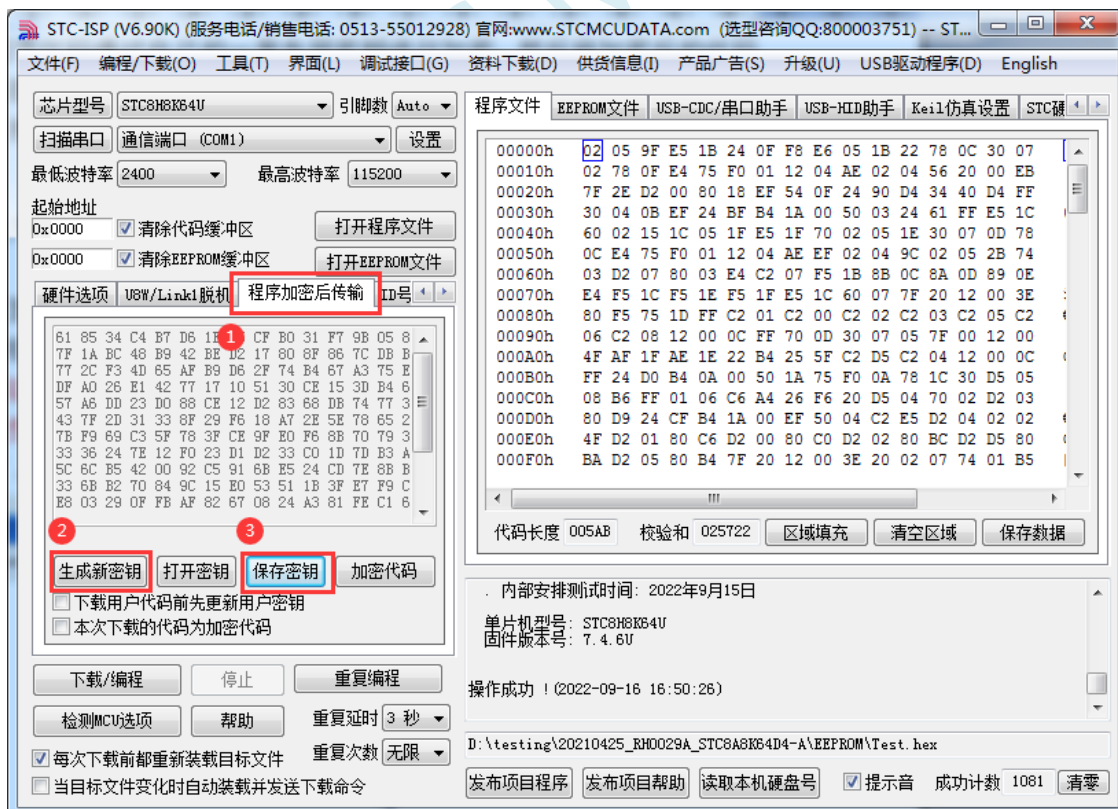 STC-ISP (V6.90K) (服务电话/销售电话: 0513-55012928) 官网:www.STCMCUDATA.com (选型咨询QQ:800003751) -- ST...
文件(F) 编程/下载(O) 工具(T) 界面(L) 调试接口(G) 资料下载(D) 供货信息(I) 产品广告(S) 升级(U) USB驱动程序(D) English
芯片型号 STC8H8K64U 引脚数 Auto
扫描串口 通信端口 (COM1) 设置
最低波特率 2400 最高波特率 115200
起始地址
0x0000 清除代码缓冲区 打开程序文件
0x0000 清除EEPROM缓冲区 打开EEPROM文件
硬件选项 U8W/Link1脱机 程序加密后传输 ID号
1
61 85 34 C4 B7 D6 1E CF B0 31 F7 9B 05 8
7F 1A BC 48 B9 42 BE D2 17 80 8F 86 7C DB B
77 2C F3 4D 65 AF B9 D6 2F 74 B4 67 A3 75 E
DF A0 26 E1 42 77 17 10 51 30 CE 15 3D B4 6
57 A6 DD 23 D0 88 CE 12 D2 83 68 DB 74 77 3
43 7F 2D 31 33 8F 29 F6 18 A7 2E 5E 78 65 2
7B F9 69 C3 5F 78 3F CE 9F E0 F6 8B 70 79 3
33 36 24 7E 12 F0 23 D1 D2 33 C0 1D 7D B3 A
5C 6C B5 42 00 92 C5 91 6B E5 24 CD 7E 8B B
33 6B B2 70 84 9C 15 E0 53 51 1B 3F E7 F9 C
E8 03 29 0F FB AF 82 67 08 24 A3 81 FE C1 6
2 3
生成新密钥 打开密钥 保存密钥 加密代码
下载用户代码前先更新用户密钥
本次下载的代码为加密代码
下载/编程 停止 重复编程
检测MCU选项 帮助 重复延时 3 秒
每次下载前都重新装载目标文件 重复次数 无限
当目标文件变化时自动装载并发送下载命令
程序文件 EEPROM文件 USB-CDC/串口助手 USB-HID助手 Keil仿真设置 STC硬
00000h 02 05 9F E5 1B 24 0F F8 E6 05 1B 22 78 0C 30 07
00010h 02 78 0F E4 75 F0 01 12 04 AE 02 04 56 20 00 EB
00020h 7F 2E D2 00 80 18 EF 54 0F 24 90 D4 34 40 D4 FF
00030h 30 04 0B EF 24 BF B4 1A 00 50 03 24 61 FF E5 1C
00040h 60 02 15 1C 05 1F E5 1F 70 02 05 1E 30 07 0D 78
00050h 0C E4 75 F0 01 12 04 AE EF 02 04 9C 02 05 2B 74
00060h 03 D2 07 80 03 E4 C2 07 F5 1B 8B 0C 8A 0D 89 0E
00070h E4 F5 1C F5 1E F5 1F E5 1C 60 07 7F 20 12 00 3E
00080h 80 F5 75 1D FF C2 01 C2 00 C2 02 C2 03 C2 05 C2
00090h 06 C2 08 12 00 0C FF 70 0D 30 07 05 7F 00 12 00
000A0h 4F AF 1F AE 1E 22 B4 25 5F C2 D5 C2 04 12 00 0C
000B0h FF 24 D0 B4 0A 00 50 1A 75 F0 0A 78 1C 30 D5 05
000C0h 08 B6 FF 01 06 C6 A4 26 F6 20 D5 04 70 02 D2 03
000D0h 80 D9 24 CF B4 1A 00 EF 50 04 C2 E5 D2 04 02 02
000E0h 4F D2 01 80 C6 D2 00 80 C0 D2 02 80 BC D2 D5 80
000F0h BA D2 05 80 B4 7F 20 12 00 3E 20 02 07 74 01 B5
代码长度 005AB 校验和 025722 区域填充 清空区域 保存数据
. 内部安排测试时间: 2022年9月15日
单片机型号: STC8H8K64U
固件版本号: 7.4.6U
操作成功 !(2022-09-16 16:50:26)
D:\testing\20210425_RH0029A_STC8A8K64D4-A\EEPROM\Test.hex
发布项目程序 发布项目帮助 读取本机硬盘号 提示音 成功计数 1081 清零